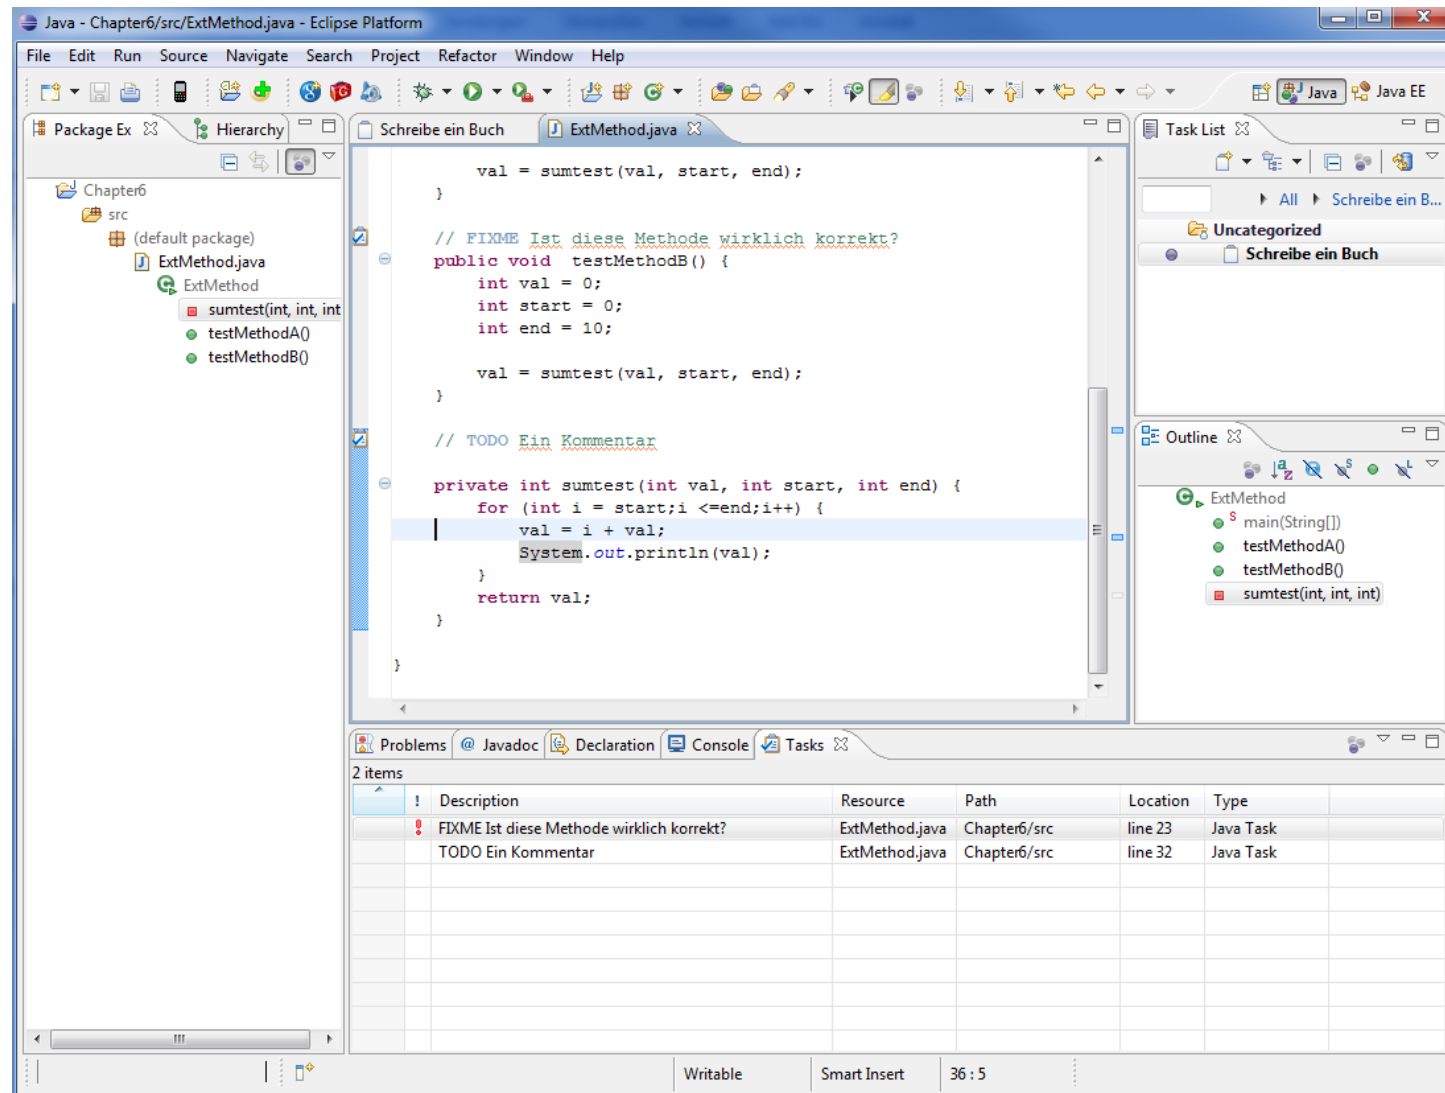 Java - Chapter6/src/ExtMethod.java - Eclipse Platform
File Edit Run Source Navigate Search Project Refactor Window Help
Java Java EE
Package Ex Hierarchy
Chapter6
src
(default package)
ExtMethod.java
ExtMethod
sumtest(int, int, int
testMethodA()
testMethodB()
Schreibe ein Buch ExtMethod.java
val = sumtest(val, start, end);
}
// FIXME Ist diese Methode wirklich korrekt?
public void  testMethodB() {
int val = 0;
int start = 0;
int end = 10;
val = sumtest(val, start, end);
}
// TODO Ein Kommentar
private int sumtest(int val, int start, int end) {
for (int i = start;i <=end;i++) {
val = i + val;
System.out.println(val);
}
return val;
}
}
Task List
All Schreibe ein B...
Uncategorized
Schreibe ein Buch
Outline
ExtMethod
S main(String[])
testMethodA()
testMethodB()
sumtest(int, int, int)
Problems @ Javadoc Declaration Console Tasks
2 items
! Description Resource Path Location Type
FIXME Ist diese Methode wirklich korrekt? ExtMethod.java Chapter6/src line 23 Java Task
TODO Ein Kommentar ExtMethod.java Chapter6/src line 32 Java Task
Writable Smart Insert 36 : 5